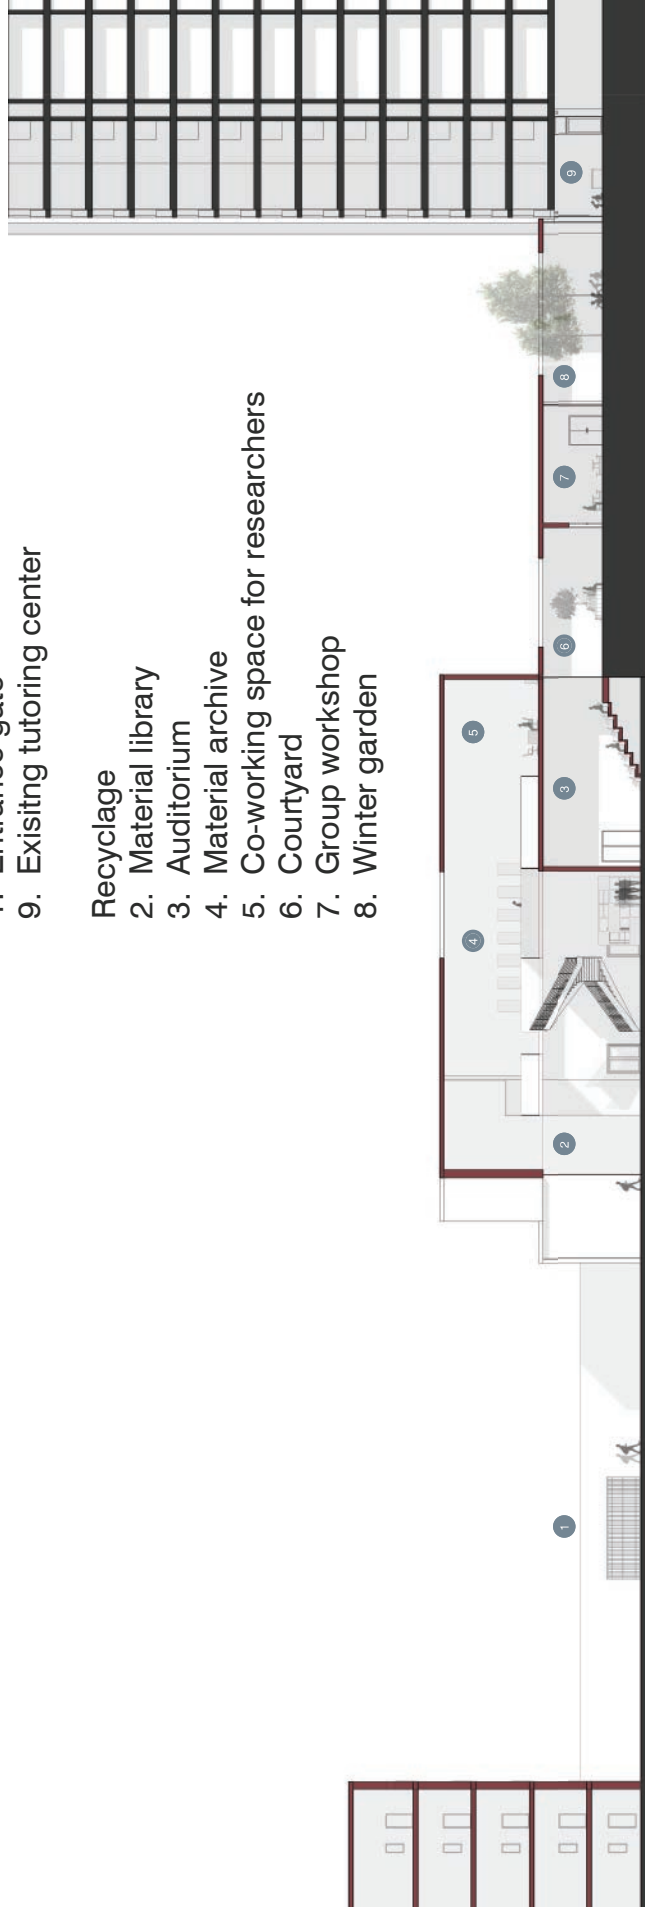 9. Exisitng tutoring center
Recyclage
2. Material library
3. Auditorium
4. Material archive
5. Co-working space for researchers
6. Courtyard
7. Group workshop
8. Winter garden
1
2
3
4
5
6
7
8
9